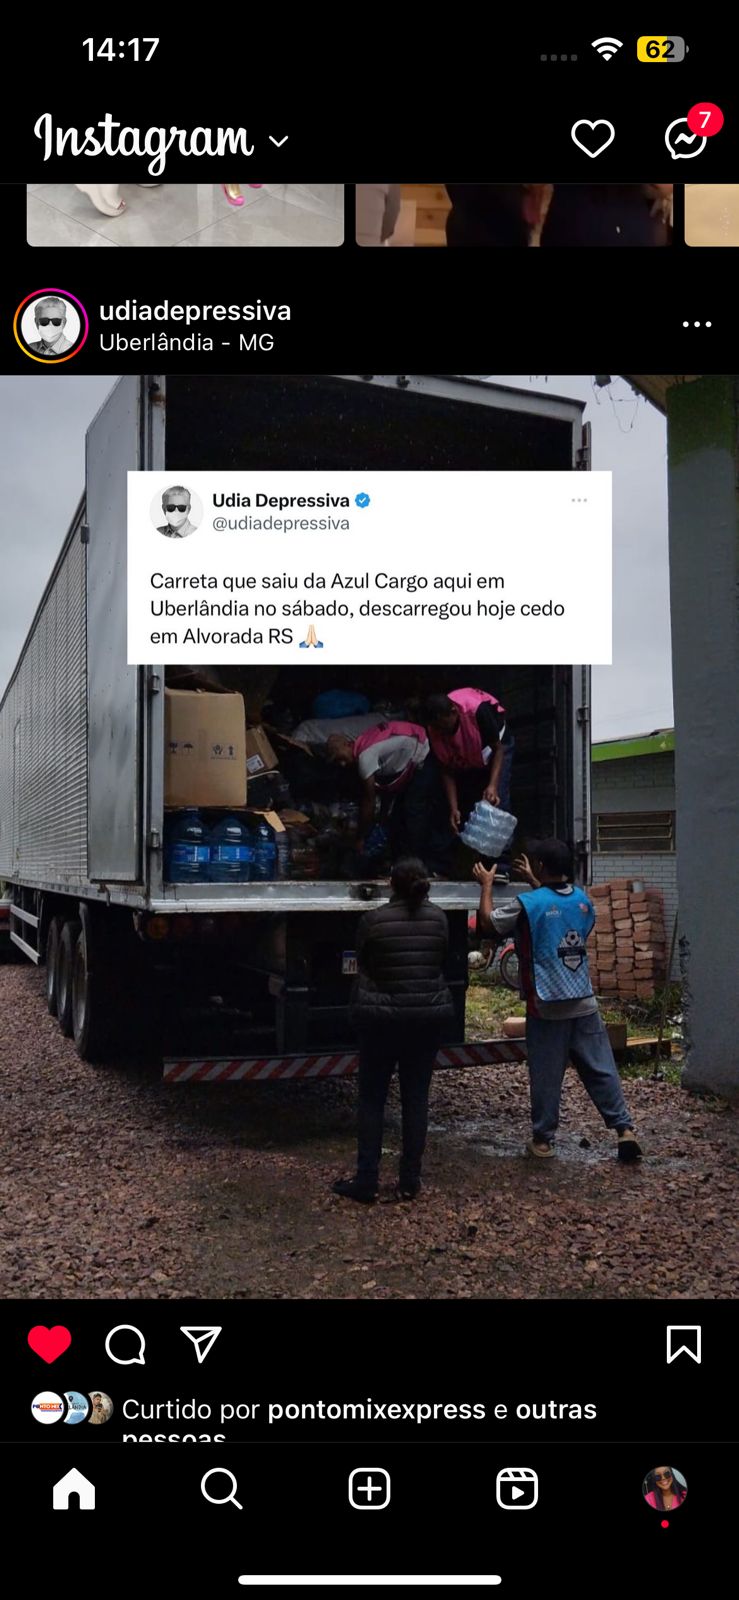 14:17
62
Instagram
7
udiadepressiva
Uberlândia - MG
Udia Depressiva
@udiadepressiva
Carreta que saiu da Azul Cargo aqui em
Uberlândia no sábado, descarregou hoje cedo
em Alvorada RS 🙏🏻
Curtido por pontomixexpress e outras
pessoas